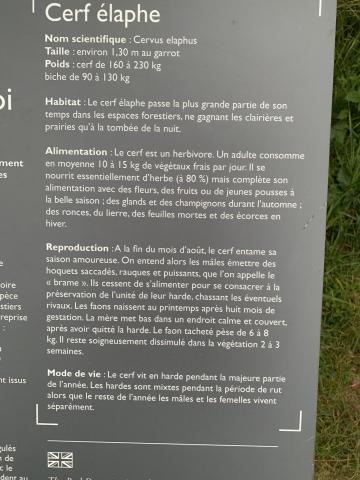 Cerf élaphe
Nom scientifique : Cervus elaphus
Taille : environ 1,30 m au garrot
Poids : cerf de 160 à 230 kg
biche de 90 à 130 kg
Habitat : Le cerf élaphe passe la plus grande partie de son
temps dans les espaces forestiers, ne gagnant les clairières et
prairies qu'à la tombée de la nuit.
Alimentation : Le cerf est un herbivore. Un adulte consomme
en moyenne 10 à 15 kg de végétaux frais par jour. Il se
nourrit essentiellement d'herbe (à 80 %) mais complète son
alimentation avec des fleurs, des fruits ou de jeunes pousses à
la belle saison ; des glands et des champignons durant l'automne ;
des ronces, du lierre, des feuilles mortes et des écorces en
hiver.
Reproduction : A la fin du mois d'août, le cerf entame sa
saison amoureuse. On entend alors les mâles émettre des
hoquets saccadés, rauques et puissants, que l'on appelle le
« brame ». Ils cessent de s'alimenter pour se consacrer à la
préservation de l'unité de leur harde, chassant les éventuels
rivaux. Les faons naissent au printemps après huit mois de
gestation. La mère met bas dans un endroit calme et couvert,
après avoir quitté la harde. Le faon tacheté pèse de 6 à 8
kg. Il reste soigneusement dissimulé dans la végétation 2 à 3
semaines.
Mode de vie : Le cerf vit en harde pendant la majeure partie
de l'année. Les hardes sont mixtes pendant la période de rut
alors que le reste de l'année les mâles et les femelles vivent
séparément.